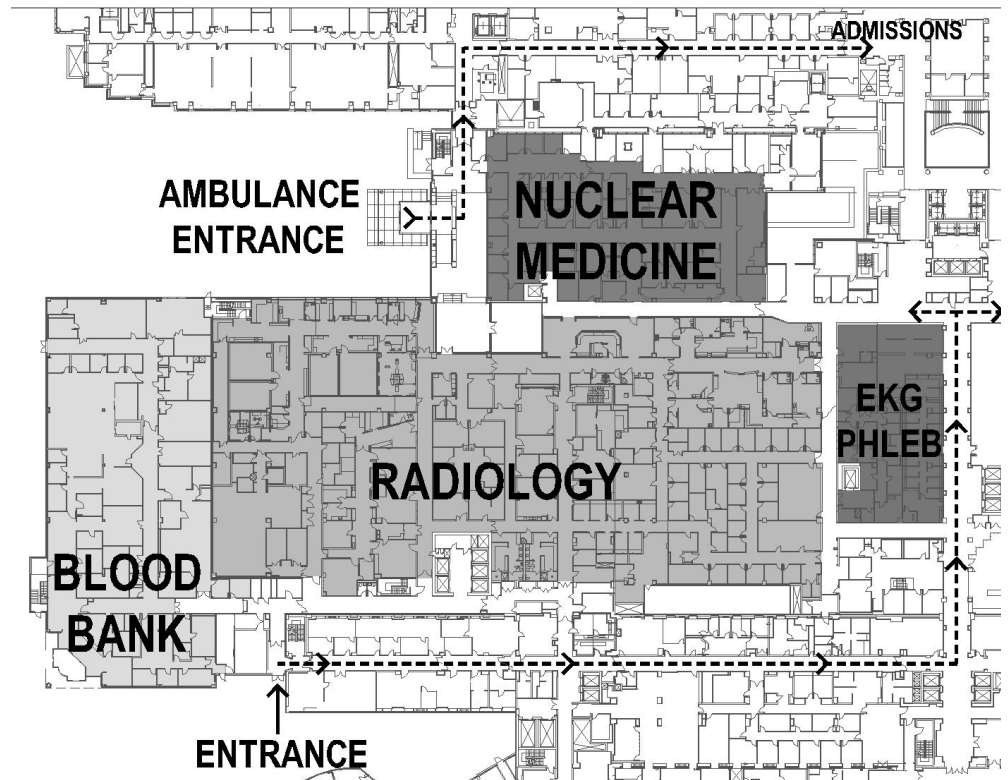 ADMISSIONS
AMBULANCE
ENTRANCE
NUCLEAR
MEDICINE
EKG
PHLEB
RADIOLOGY
BLOOD
BANK
ENTRANCE